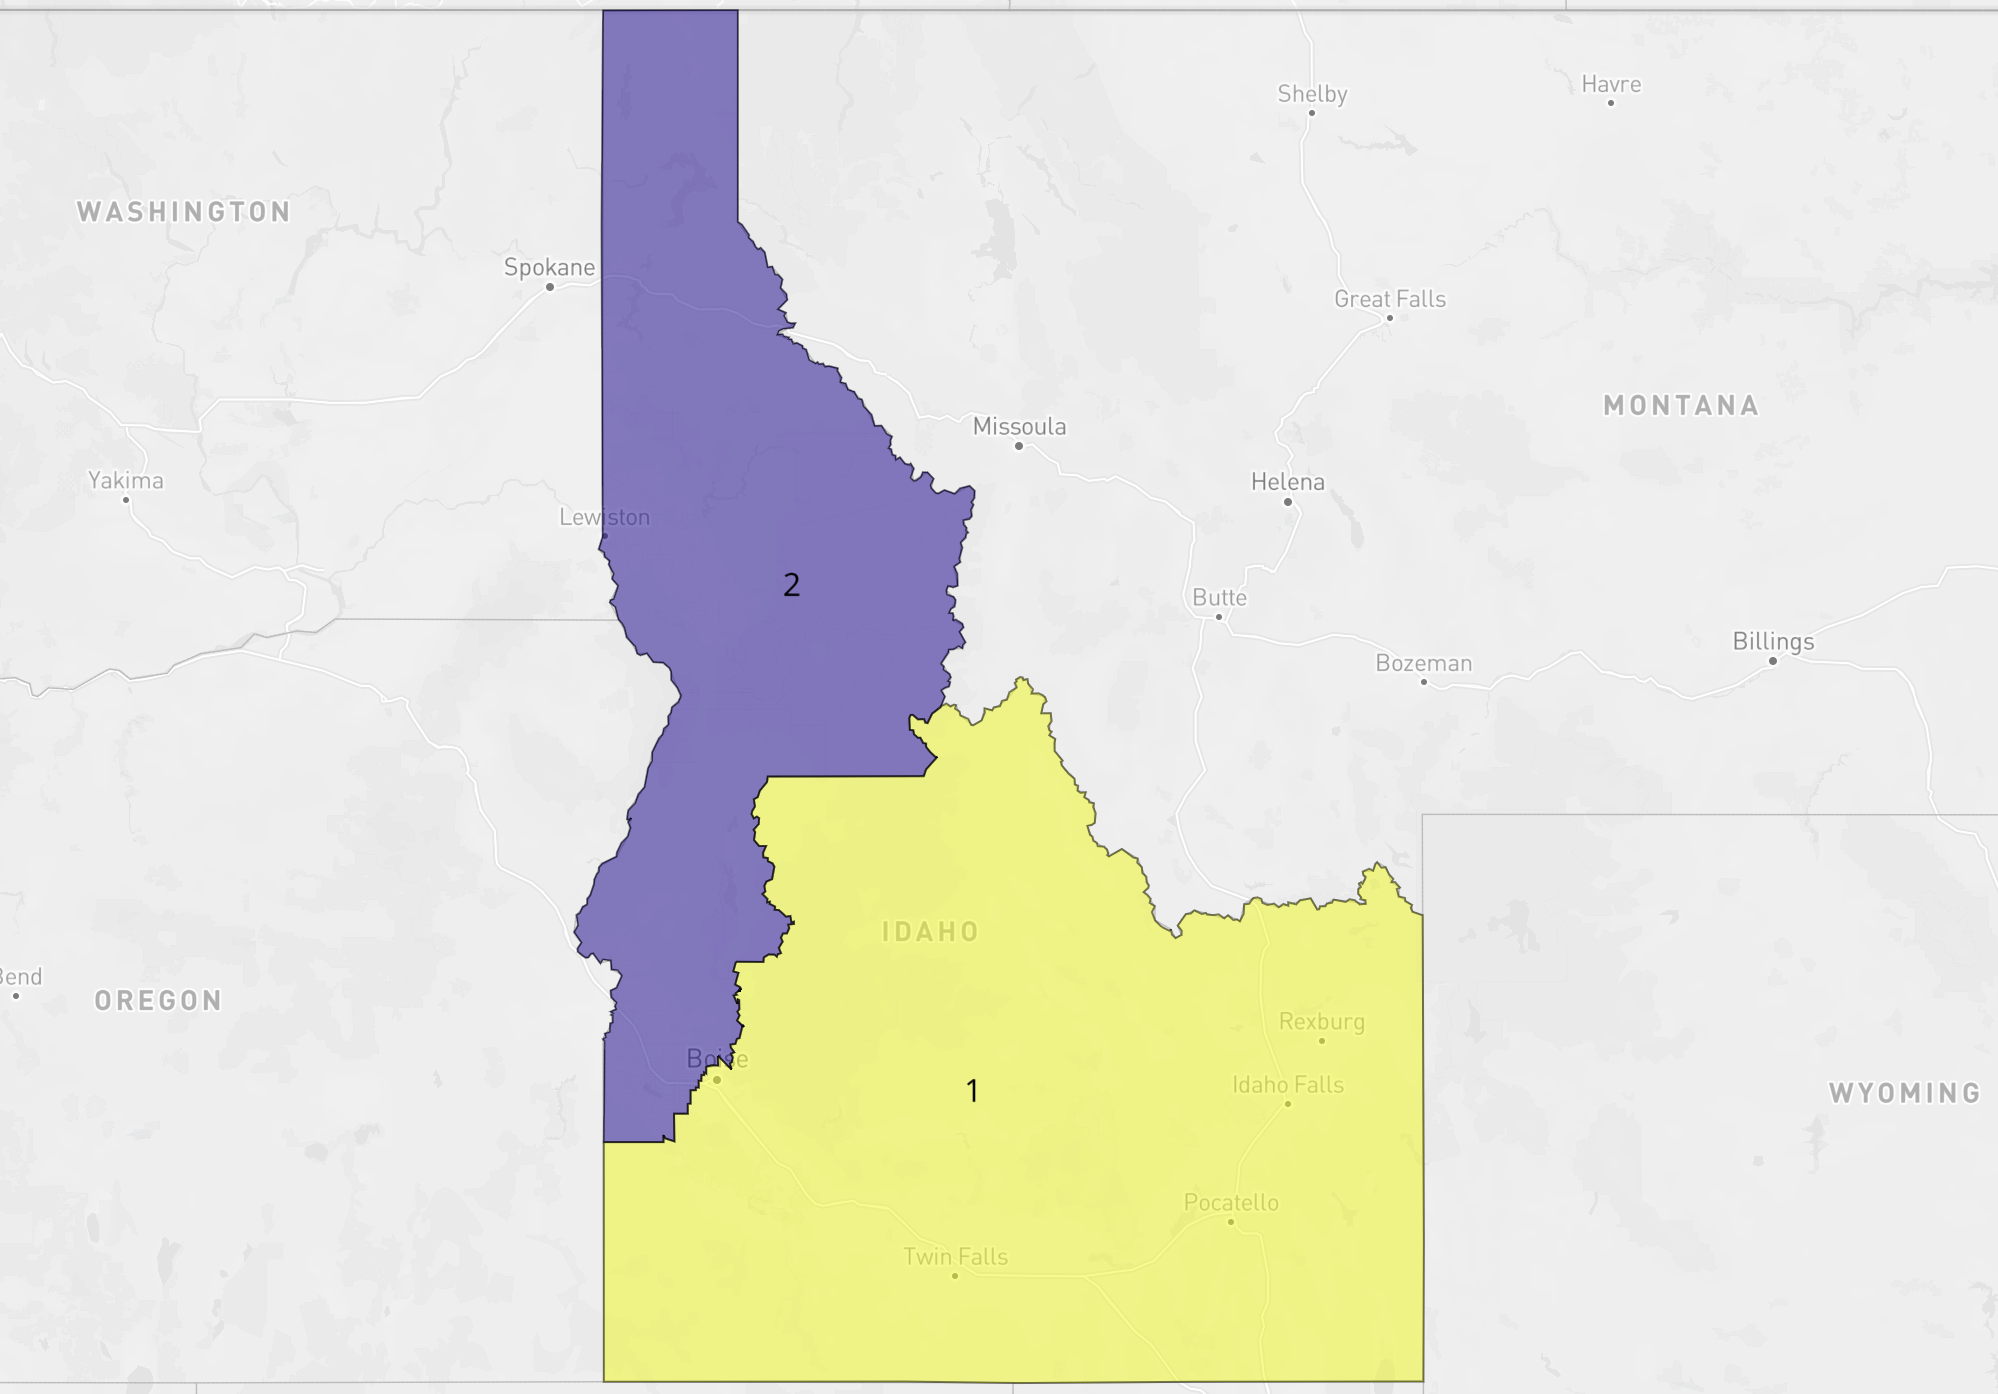 Shelby
Havre
WASHINGTON
Spokane
Great Falls
MONTANA
Missoula
Yakima
Helena
Lewiston
2
Butte
Billings
Bozeman
IDAHO
Bend
OREGON
Rexburg
Boise
Idaho Falls
1
WYOMING
Pocatello
Twin Falls